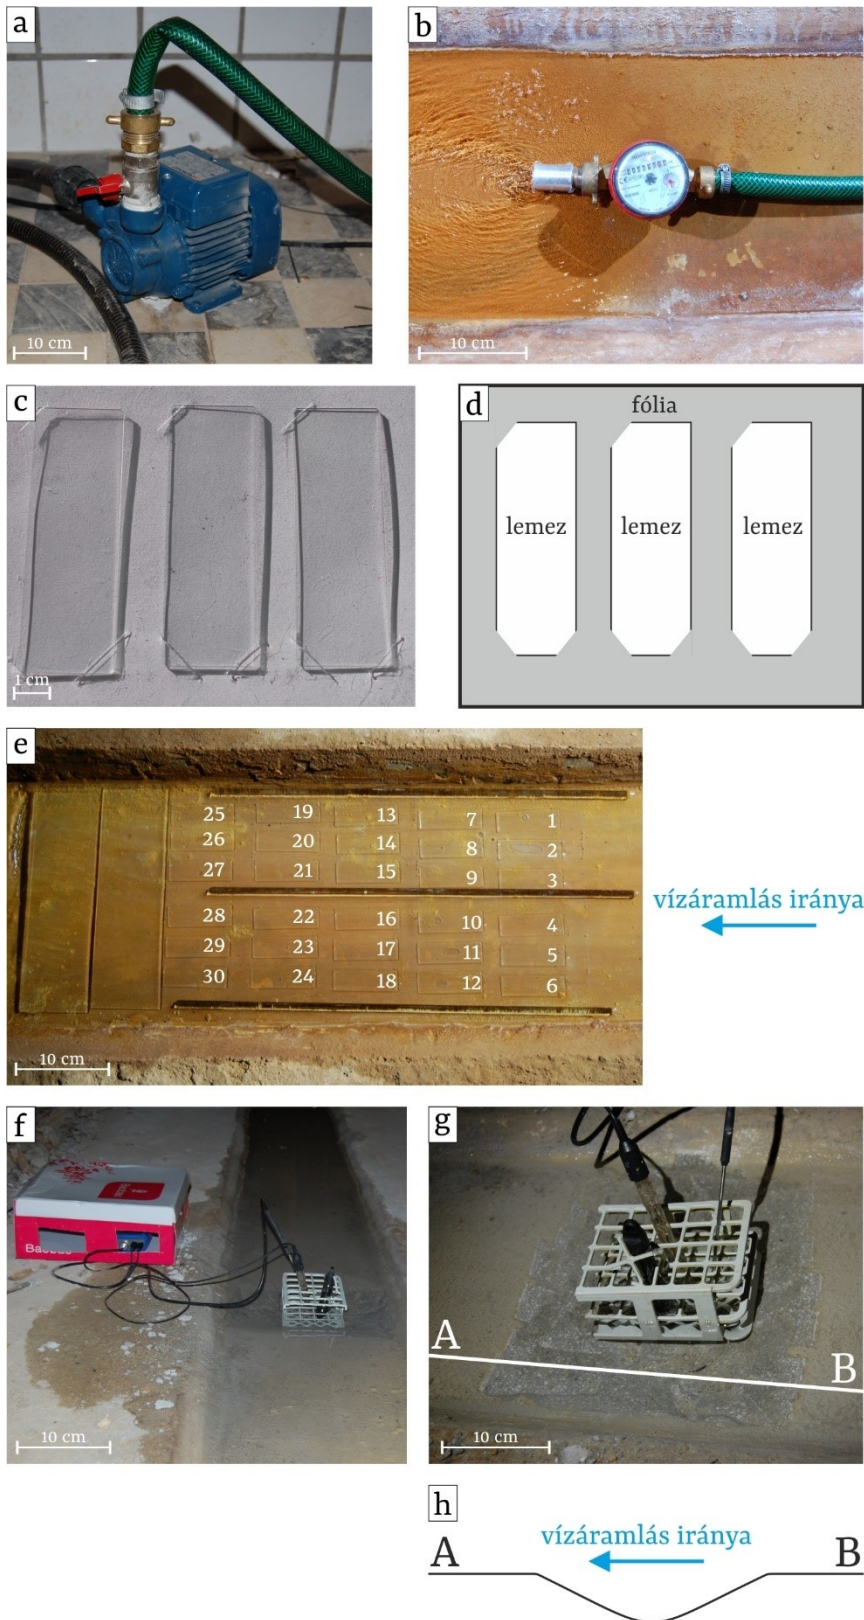 a
b
10 cm
10 cm
c
1 cm
d
fólia
lemez
lemez
lemez
e
25
19
13
7
1
26
20
14
8
2
27
21
15
9
3
28
22
16
10
4
29
23
17
11
5
30
24
18
12
6
vízáramlás iránya
10 cm
f
10 cm
g
A
B
10 cm
h
vízáramlás iránya
A
B